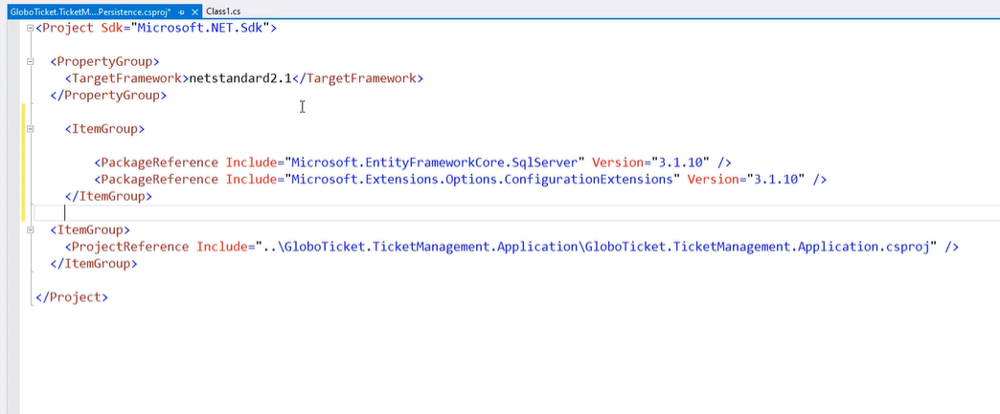 GloboTicket.TicketM....Persistence.csproj* Class1.cs
<Project Sdk="Microsoft.NET.Sdk">
<PropertyGroup>
<TargetFramework>netstandard2.1</TargetFramework>
</PropertyGroup>
<ItemGroup>
<PackageReference Include="Microsoft.EntityFrameworkCore.SqlServer" Version="3.1.10" />
<PackageReference Include="Microsoft.Extensions.Options.ConfigurationExtensions" Version="3.1.10" />
</ItemGroup>
<ItemGroup>
<ProjectReference Include="..\GloboTicket.TicketManagement.Application\GloboTicket.TicketManagement.Application.csproj" />
</ItemGroup>
</Project>